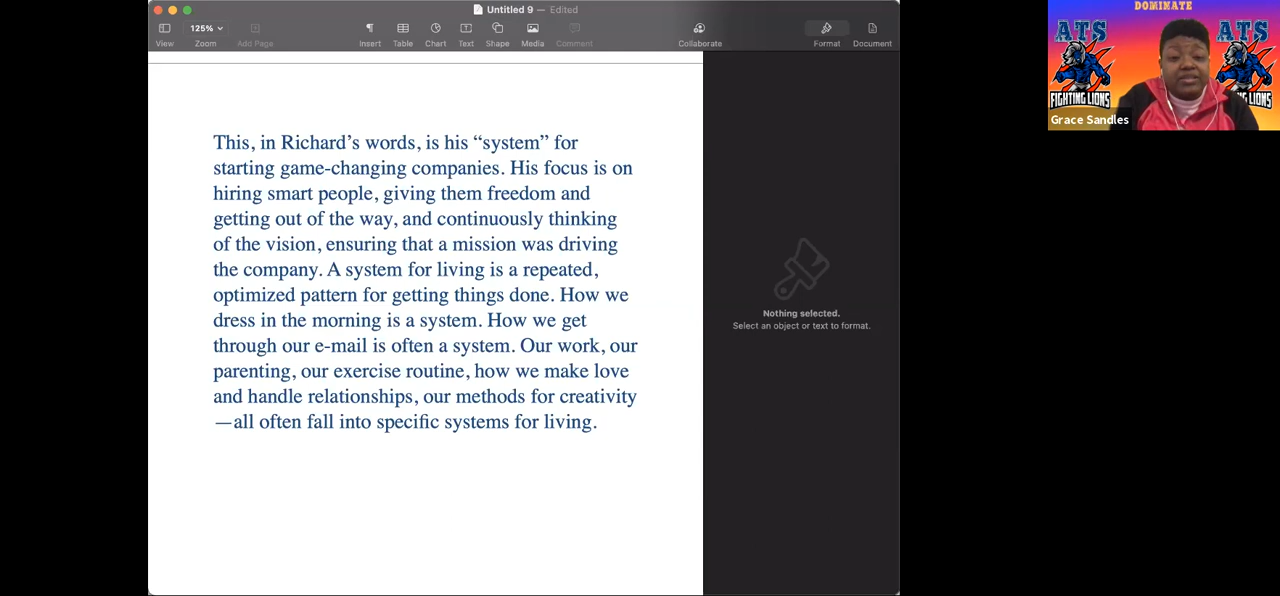 Untitled 9 — Edited
125%
View
Zoom
Add Page
Insert
Table
Chart
Text
Shape
Media
Comment
Collaborate
Format
Document
This, in Richard’s words, is his “system” for
starting game-changing companies. His focus is on
hiring smart people, giving them freedom and
getting out of the way, and continuously thinking
of the vision, ensuring that a mission was driving
the company. A system for living is a repeated,
optimized pattern for getting things done. How we
dress in the morning is a system. How we get
through our e-mail is often a system. Our work, our
parenting, our exercise routine, how we make love
and handle relationships, our methods for creativity
—all often fall into specific systems for living.
Nothing selected.
Select an object or text to format.
DOMINATE
ATS
FIGHTING LIONS
ATS
LIONS
Grace Sandles